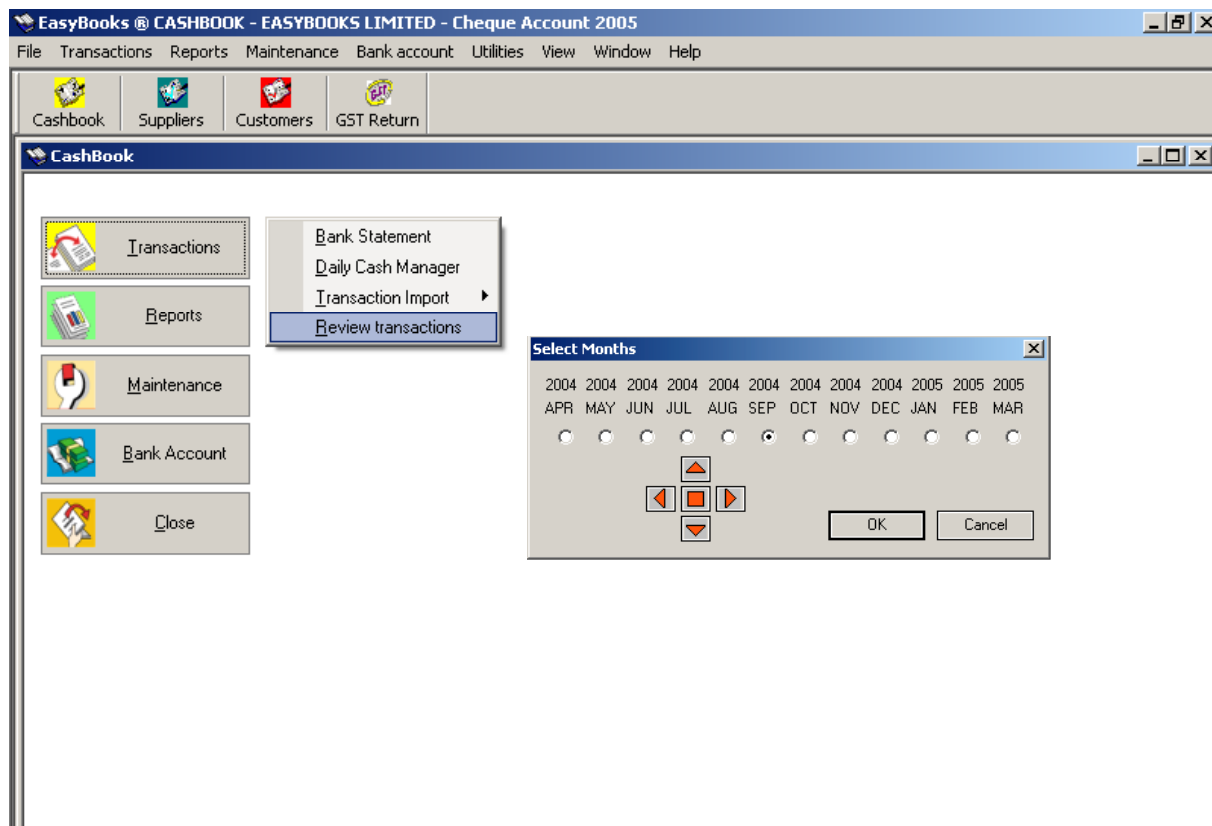 EasyBooks ® CASHBOOK - EASYBOOKS LIMITED - Cheque Account 2005
File Transactions Reports Maintenance Bank account Utilities View Window Help
Cashbook Suppliers Customers GST Return
CashBook
Transactions
Reports
Maintenance
Bank Account
Close
Bank Statement
Daily Cash Manager
Transaction Import
Review transactions
Select Months
2004 2004 2004 2004 2004 2004 2004 2004 2004 2005 2005 2005
APR MAY JUN JUL AUG SEP OCT NOV DEC JAN FEB MAR
OK Cancel